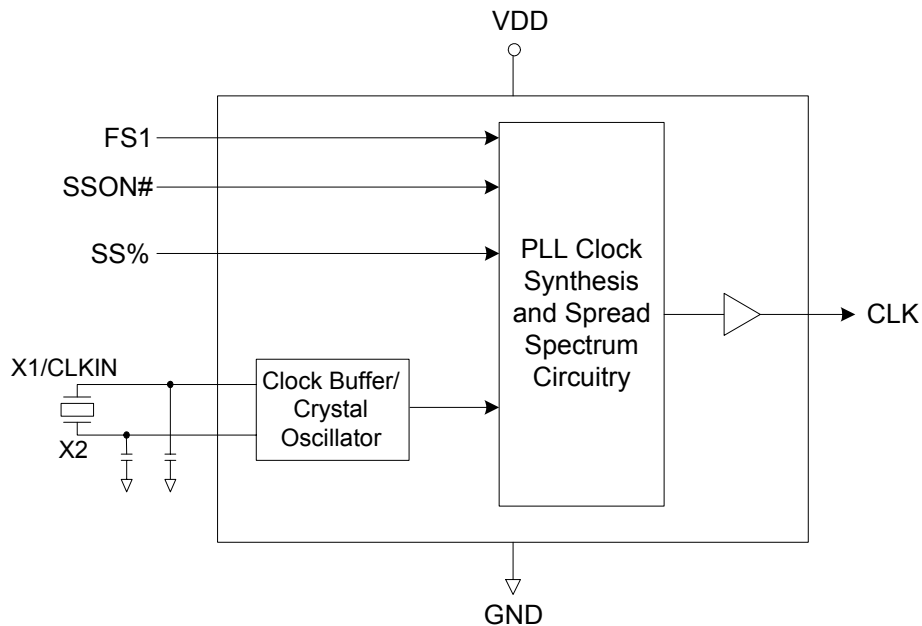 VDD
FS1
SSON#
SS%
PLL Clock
Synthesis
and Spread
Spectrum
Circuitry
CLK
X1/CLKIN
X2
Clock Buffer/
Crystal
Oscillator
GND